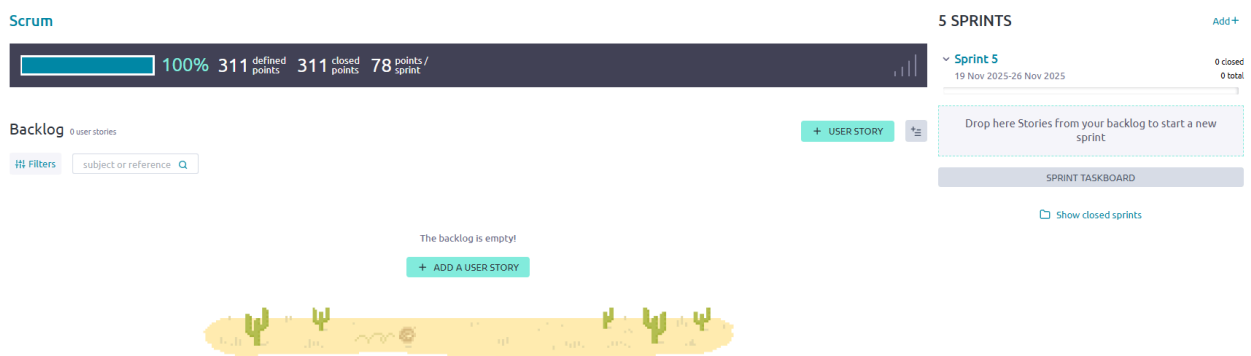 Scrum
100% 311 defined points 311 closed points 78 points / sprint
Backlog 0 user stories
+ USER STORY
Filters
subject or reference
The backlog is empty!
+ ADD A USER STORY
5 SPRINTS
Add+
Sprint 5
0 closed
19 Nov 2025-26 Nov 2025
0 total
Drop here Stories from your backlog to start a new
sprint
SPRINT TASKBOARD
Show closed sprints